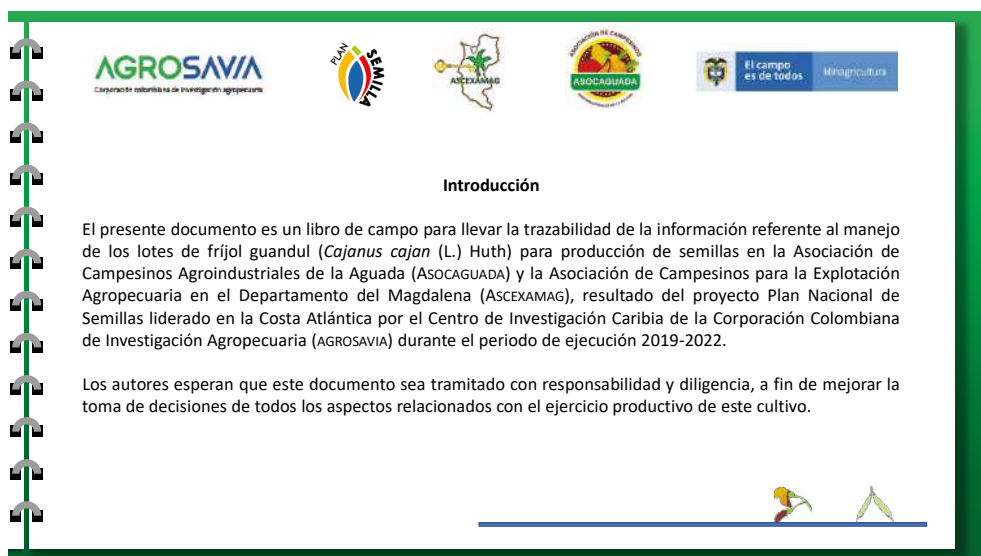 AGROSAVIA
Corporación colombiana de investigación agropecuaria
PLAN
SEMILLA
ASCEXAMAG
ASOCIACIÓN DE CAMPESINOS
ASOCAGUADA
El campo
es de todos
Minagricultura
Introducción
El presente documento es un libro de campo para llevar la trazabilidad de la información referente al manejo
de los lotes de fríjol guandul (Cajanus cajan (L.) Huth) para producción de semillas en la Asociación de
Campesinos Agroindustriales de la Aguada (ASOCAGUADA) y la Asociación de Campesinos para la Explotación
Agropecuaria en el Departamento del Magdalena (ASCEXAMAG), resultado del proyecto Plan Nacional de
Semillas liderado en la Costa Atlántica por el Centro de Investigación Caribia de la Corporación Colombiana
de Investigación Agropecuaria (AGROSAVIA) durante el periodo de ejecución 2019-2022.
Los autores esperan que este documento sea tramitado con responsabilidad y diligencia, a fin de mejorar la
toma de decisiones de todos los aspectos relacionados con el ejercicio productivo de este cultivo.